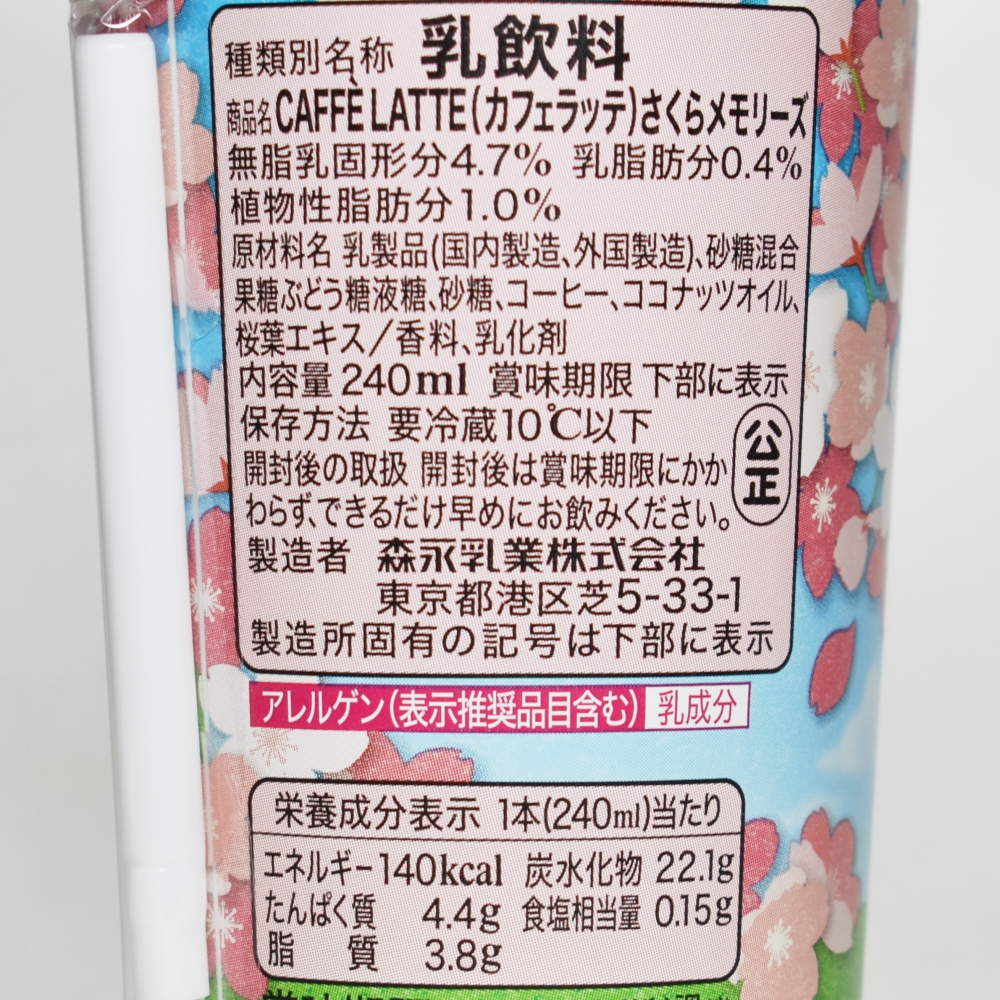 種類別名称 乳飲料
商品名 CAFFÈ LATTE(カフェラッテ)さくらメモリーズ
無脂乳固形分4.7% 乳脂肪分0.4%
植物性脂肪分1.0%
原材料名 乳製品(国内製造、外国製造)、砂糖混合
果糖ぶどう糖液糖、砂糖、コーヒー、ココナッツオイル、
桜葉エキス/香料、乳化剤
内容量240ml 賞味期限 下部に表示
保存方法 要冷蔵10℃以下
開封後の取扱 開封後は賞味期限にかか
わらず、できるだけ早めにお飲みください。
公正
製造者 森永乳業株式会社
東京都港区芝5-33-1
製造所固有の記号は下部に表示
アレルゲン(表示推奨品目含む) 乳成分
栄養成分表示 1本(240ml)当たり
エネルギー140kcal 炭水化物 22.1g
たんぱく質 4.4g 食塩相当量 0.15g
脂質 3.8g